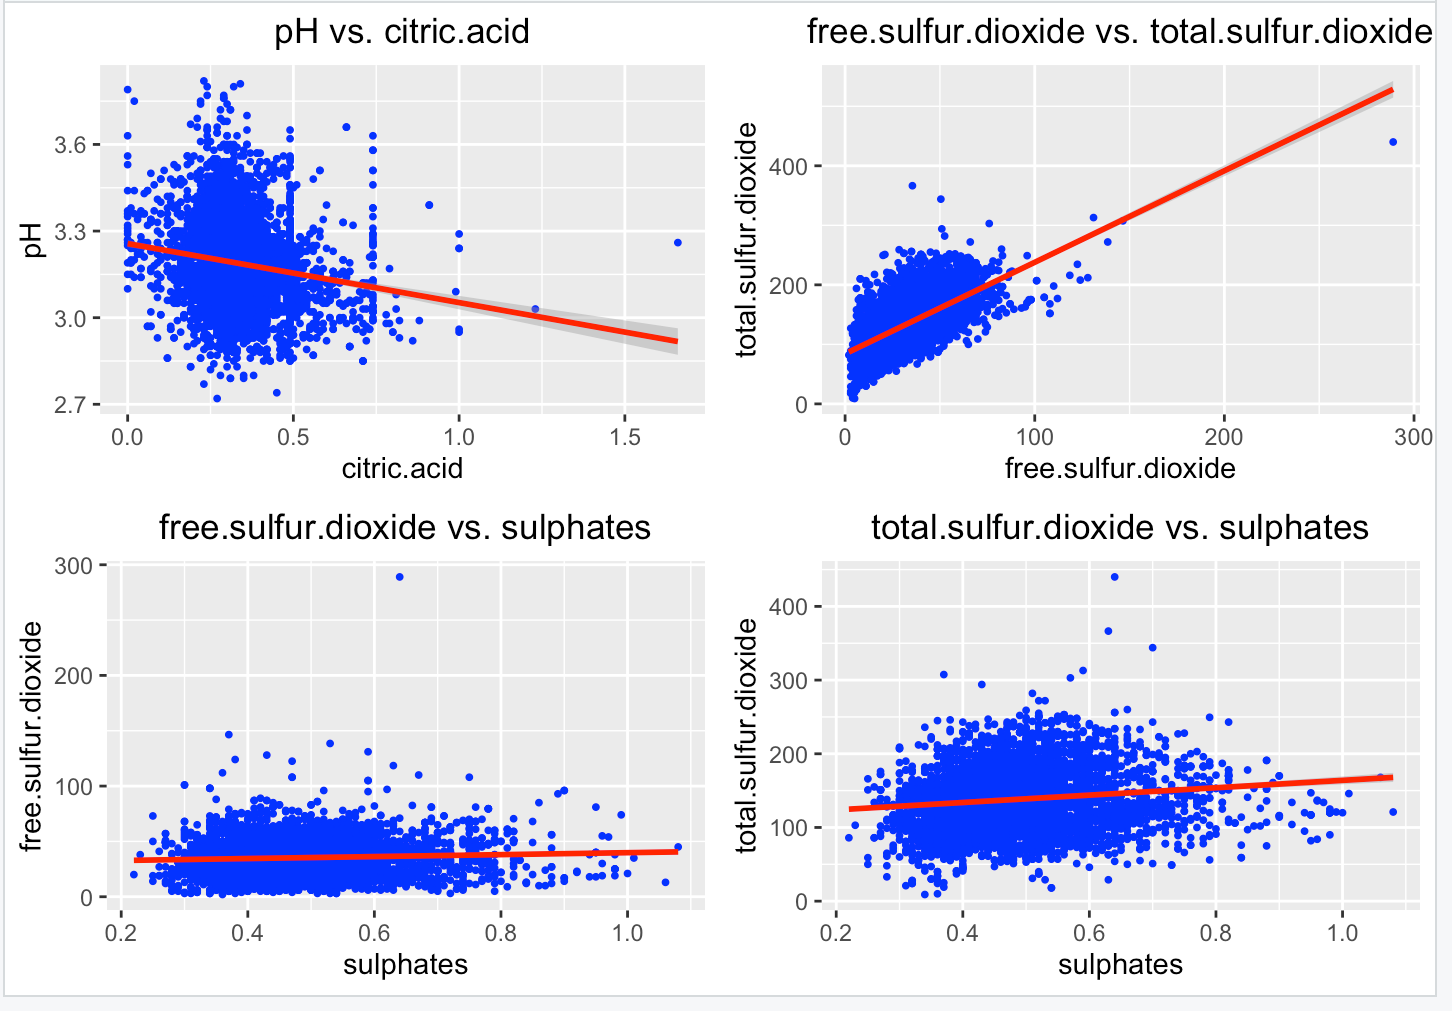 pH vs. citric.acid
pH
3.6
3.3
3.0
2.7
0.0 0.5 1.0 1.5
citric.acid
free.sulfur.dioxide vs. total.sulfur.dioxide
total.sulfur.dioxide
400
200
0
0 100 200 300
free.sulfur.dioxide
free.sulfur.dioxide vs. sulphates
free.sulfur.dioxide
300
200
100
0
0.2 0.4 0.6 0.8 1.0
sulphates
total.sulfur.dioxide vs. sulphates
total.sulfur.dioxide
400
300
200
100
0
0.2 0.4 0.6 0.8 1.0
sulphates